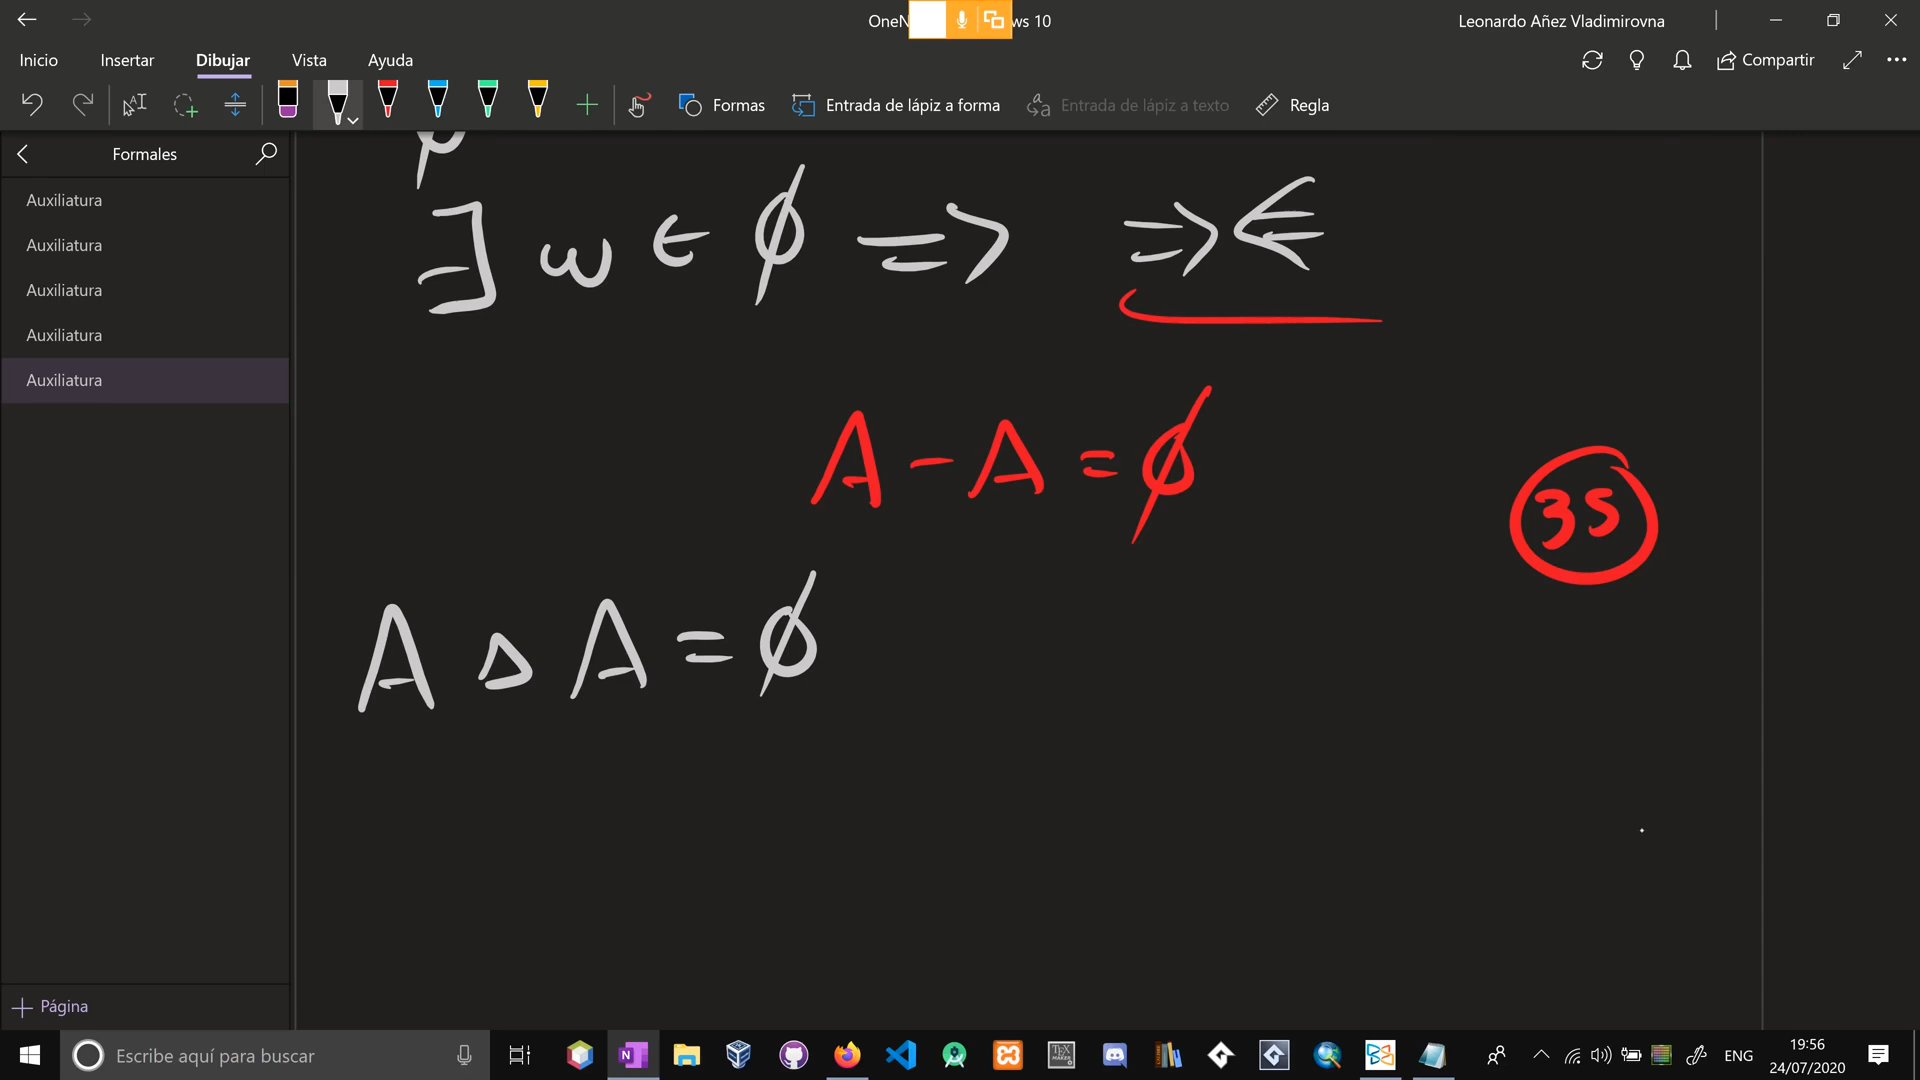 OneN ws 10
Leonardo Añez Vladimirovna
Inicio Insertar Dibujar Vista Ayuda
Compartir
Formas Entrada de lápiz a forma Entrada de lápiz a texto Regla
Formales
Auxiliatura
Auxiliatura
Auxiliatura
Auxiliatura
Auxiliatura
∃ w ∈ ϕ => =><=
A - A = ϕ
35
A Δ A = ϕ
Página
Escribe aquí para buscar
ENG
19:56
24/07/2020